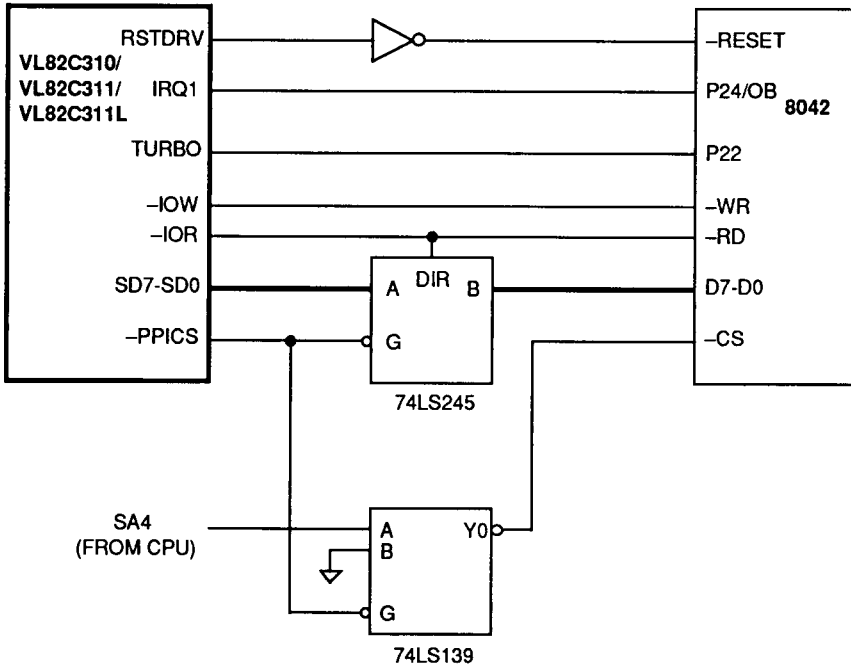 RSTDRV
VL82C310/
VL82C311/
VL82C311L
IRQ1
TURBO
–IOW
–IOR
SD7-SD0
–PPICS
–RESET
P24/OB
8042
P22
–WR
–RD
D7-D0
–CS
DIR
A
B
G
74LS245
SA4
(FROM CPU)
A
B
Y0
G
74LS139